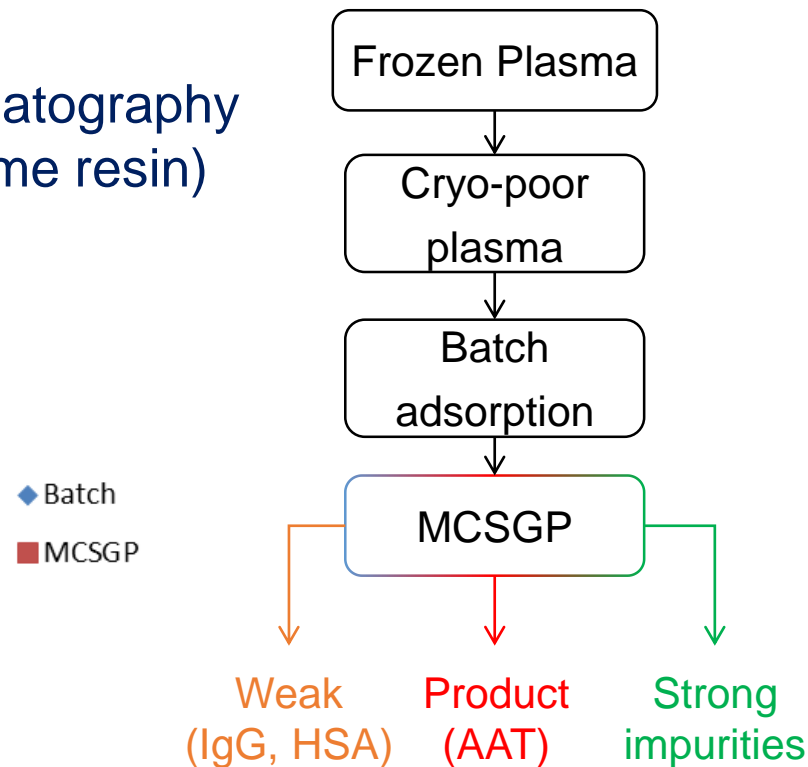 atography
me resin)
Frozen Plasma
Cryo-poor
plasma
Batch
adsorption
MCSGP
Batch
MCSGP
Weak
(IgG, HSA)
Product
(AAT)
Strong
impurities